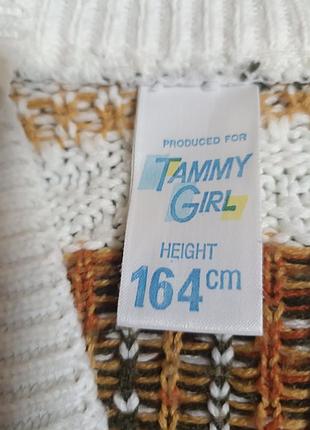 PRODUCED FOR
TAMMY
GIRL
HEIGHT
164cm